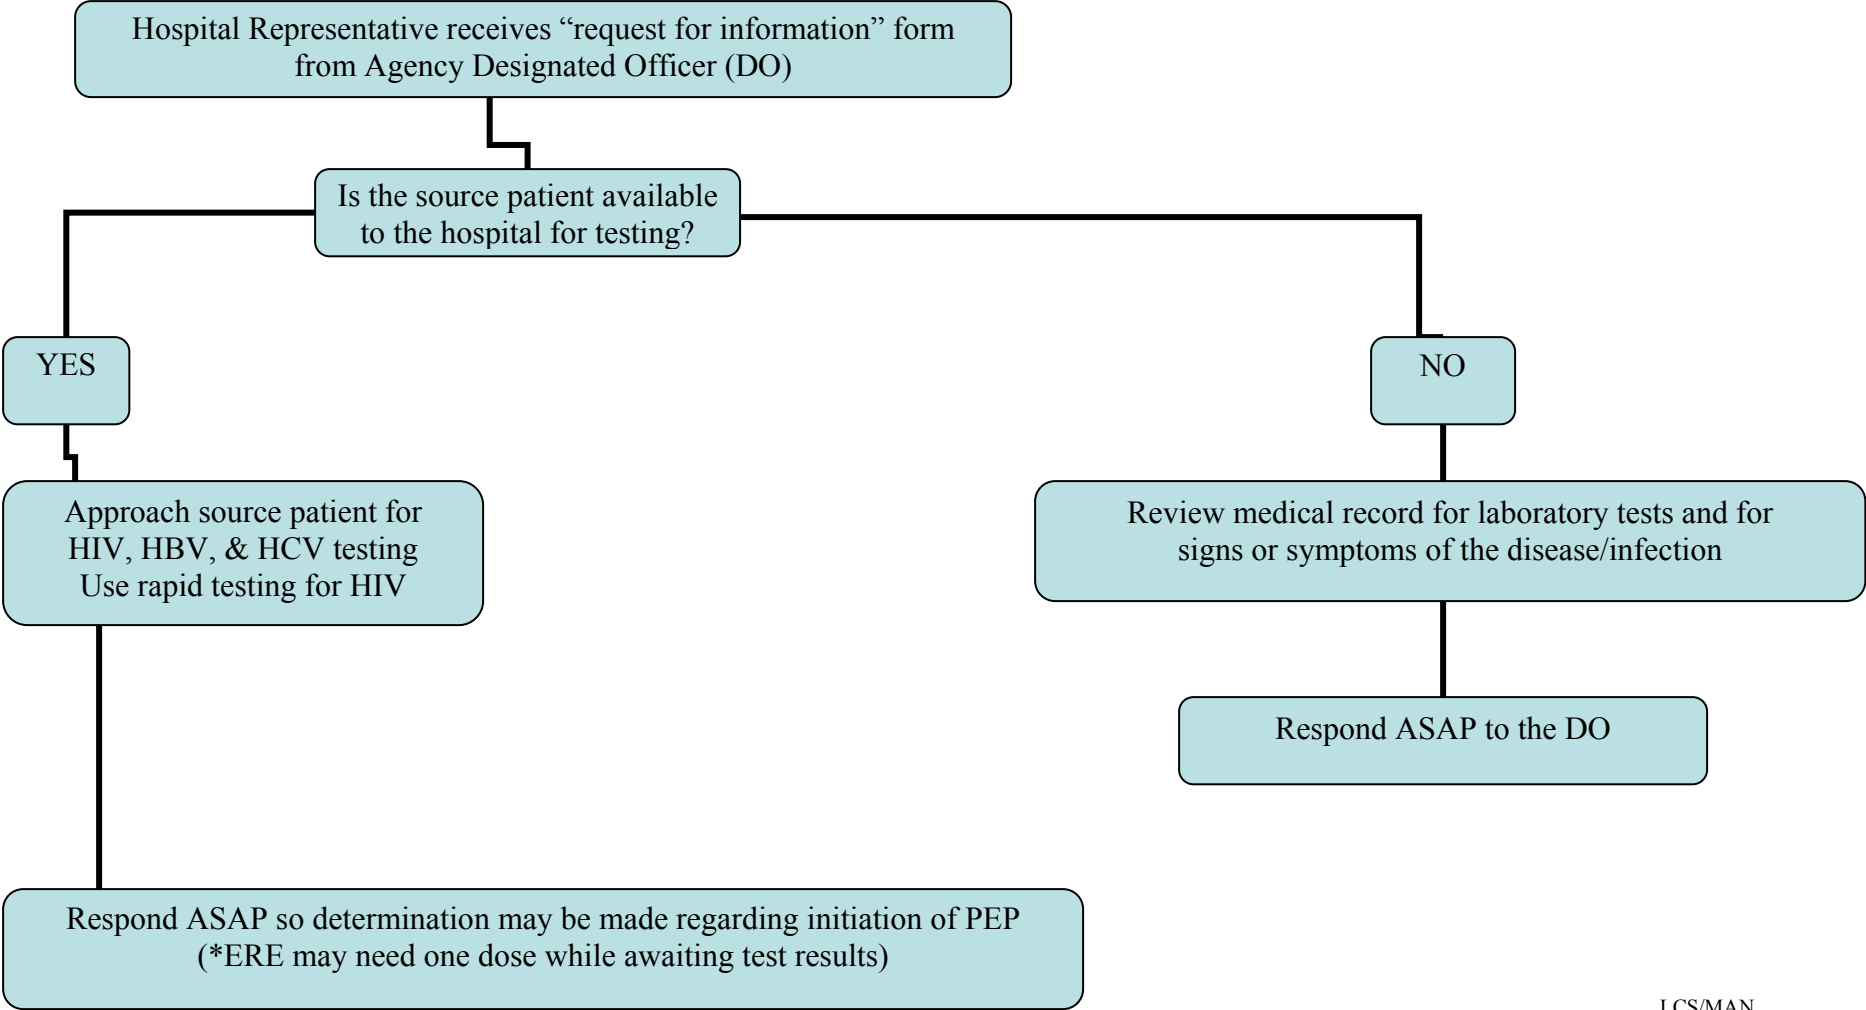 Hospital Representative receives “request for information” form
from Agency Designated Officer (DO)
Is the source patient available
to the hospital for testing?
YES
NO
Approach source patient for
HIV, HBV, & HCV testing
Use rapid testing for HIV
Review medical record for laboratory tests and for
signs or symptoms of the disease/infection
Respond ASAP to the DO
Respond ASAP so determination may be made regarding initiation of PEP
(*ERE may need one dose while awaiting test results)
LCS/MAN